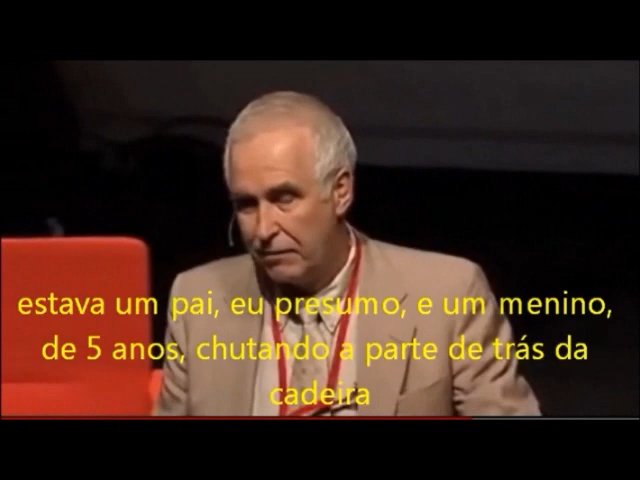 estava um pai, eu presumo, e um menino,
de 5 anos, chutando a parte de trás da
cadeira